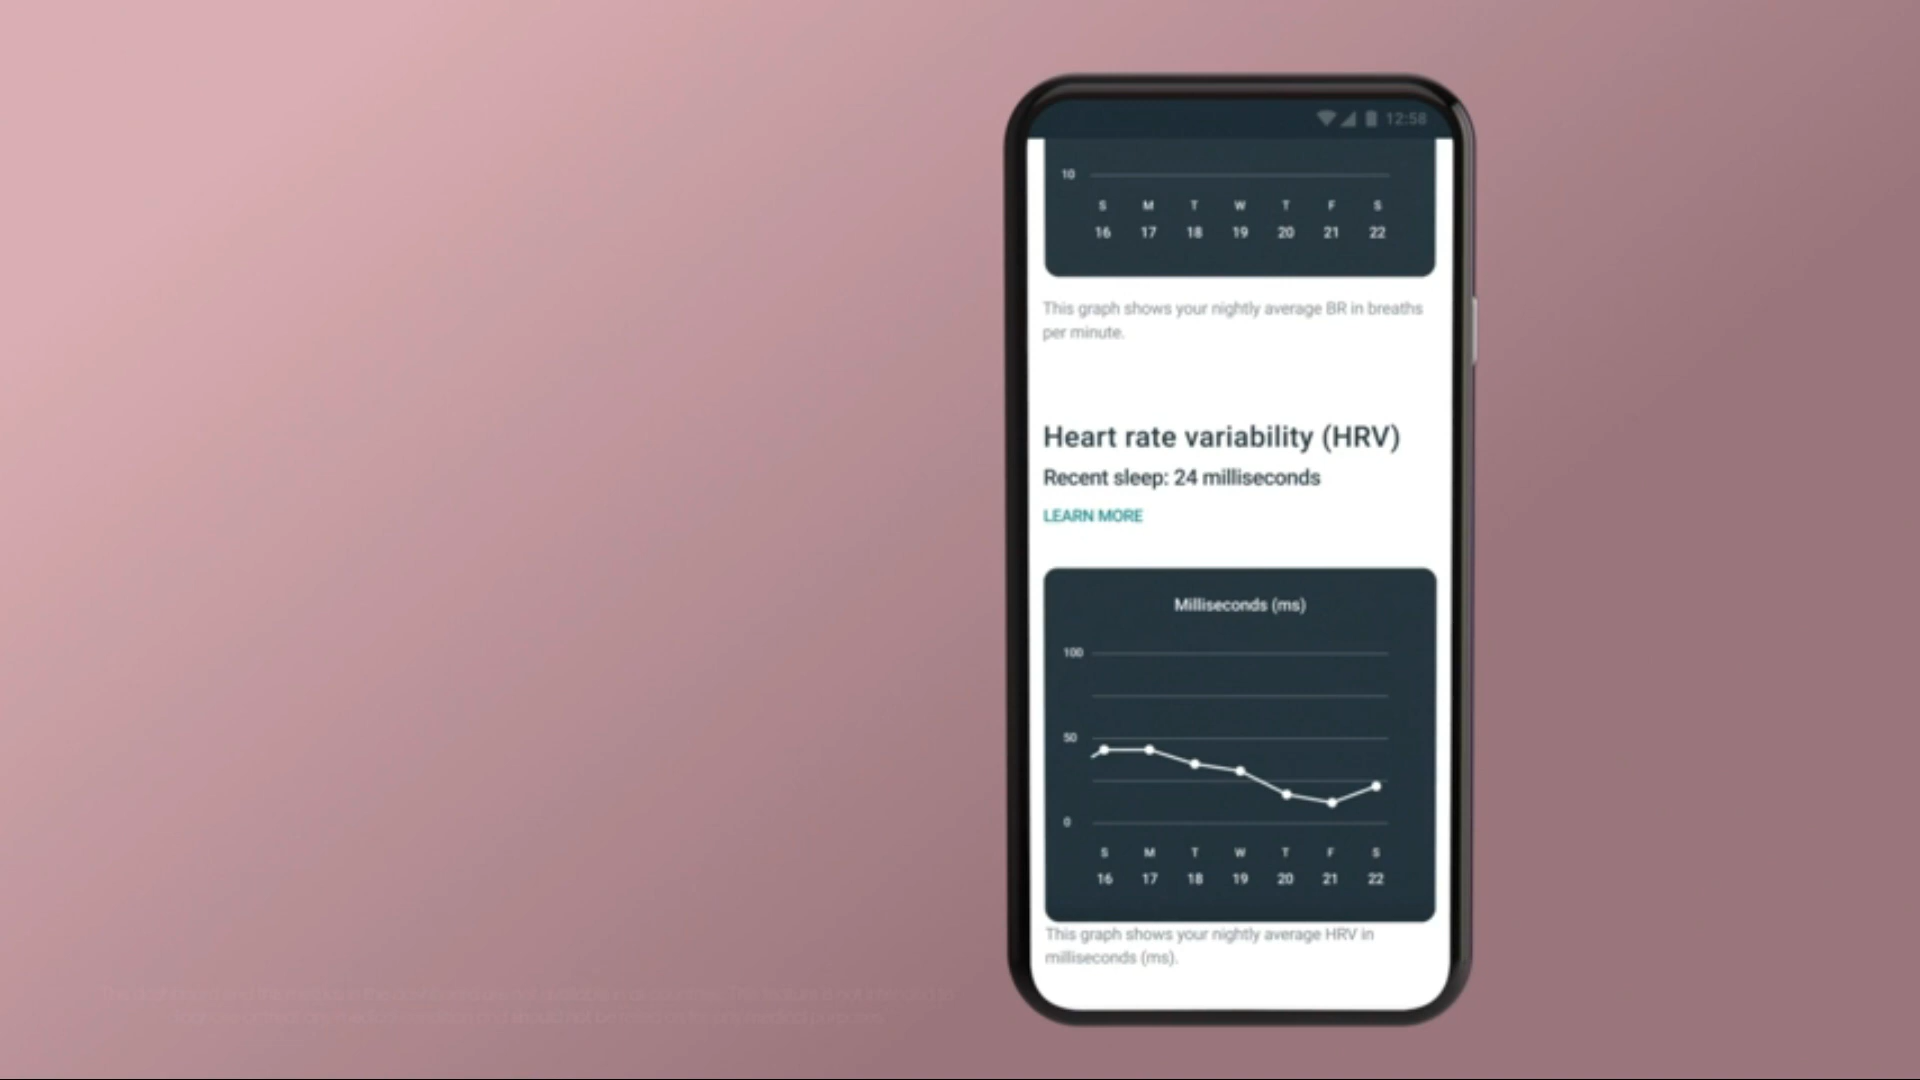 12:58
10
S M T W T F S
16 17 18 19 20 21 22
This graph shows your nightly average BR in breaths
per minute.
Heart rate variability (HRV)
Recent sleep: 24 milliseconds
LEARN MORE
Milliseconds (ms)
100
50
0
S M T W T F S
16 17 18 19 20 21 22
This graph shows your nightly average HRV in
milliseconds (ms).